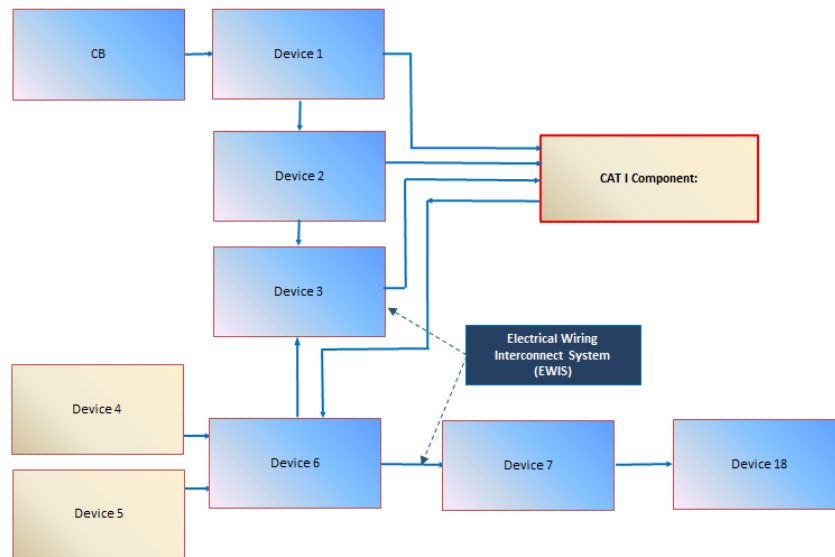 CB
Device 1
Device 2
CAT I Component:
Device 3
Electrical Wiring
Interconnect System
(EWIS)
Device 4
Device 6
Device 7
Device 18
Device 5